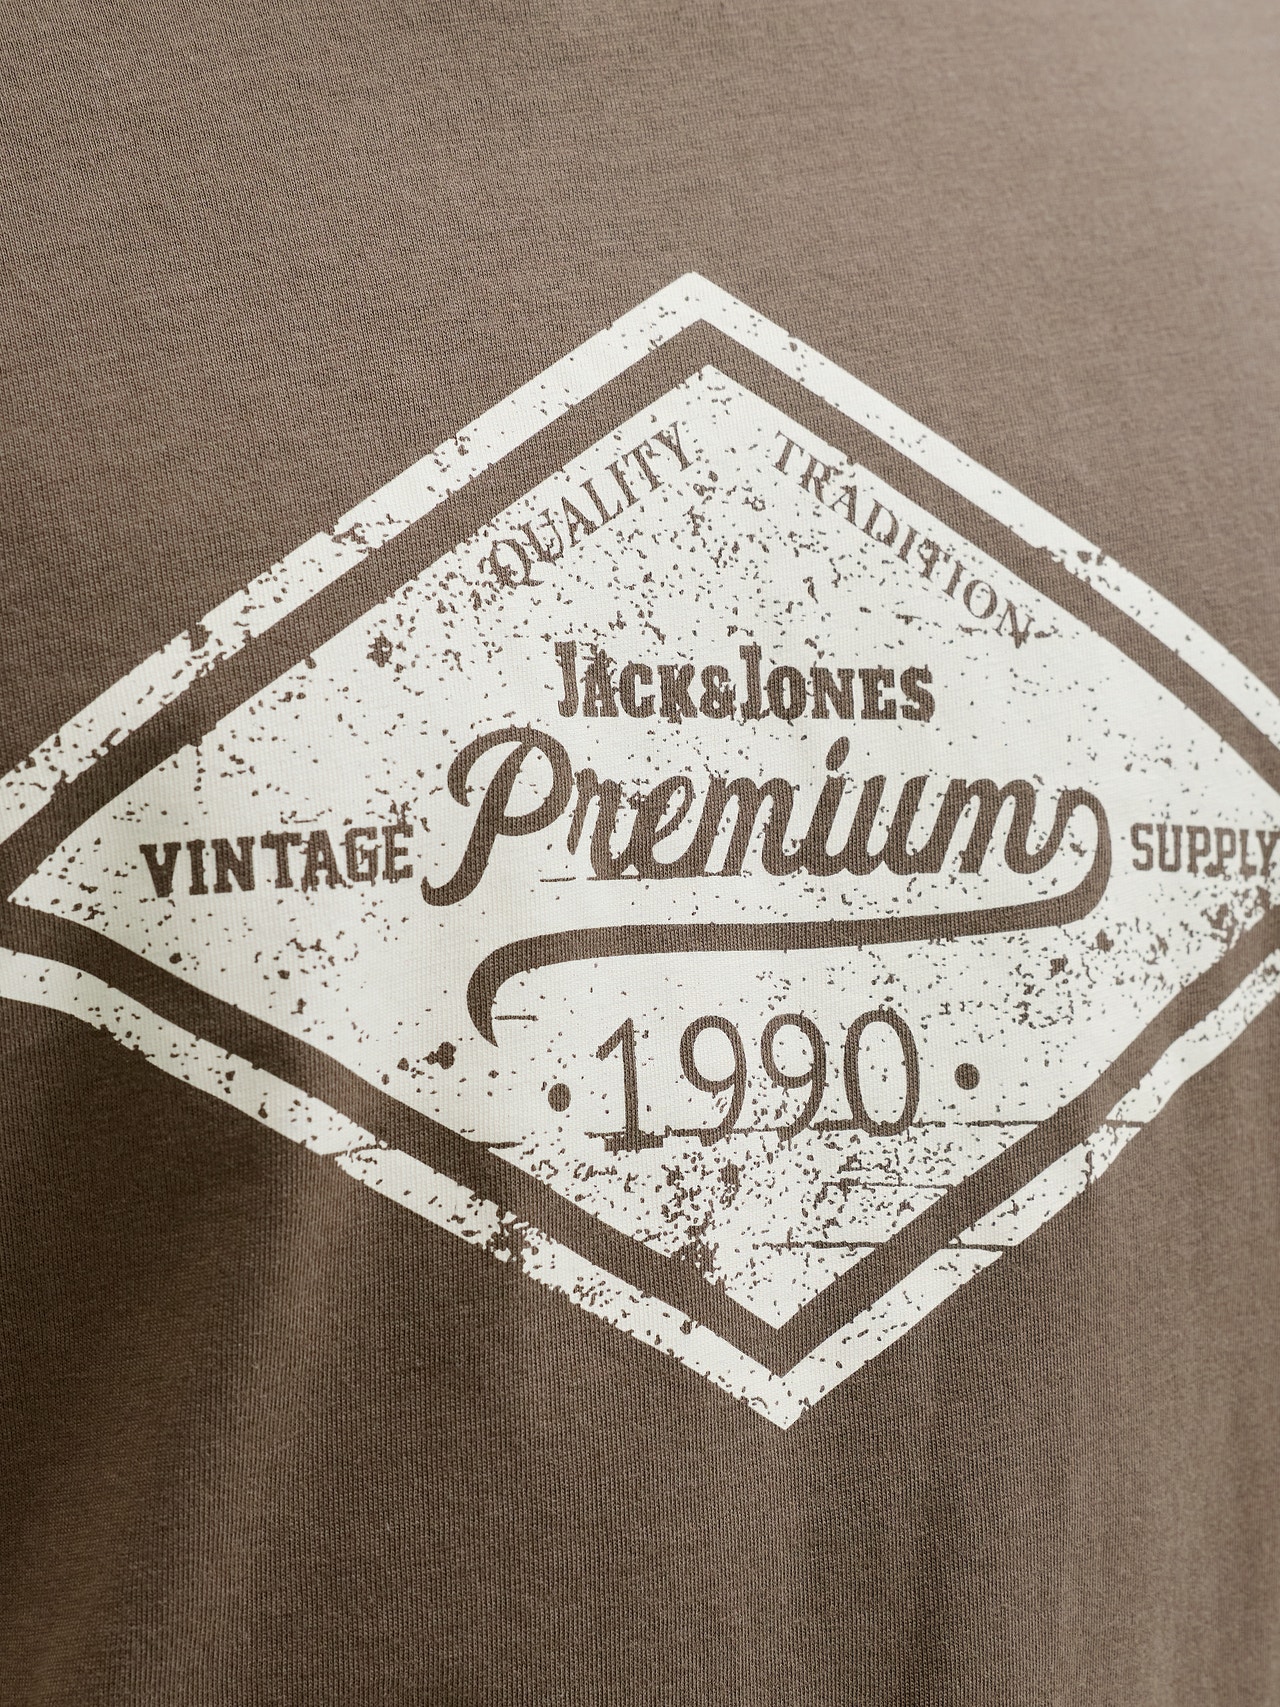 QUALITY TRADITION
JACK&JONES
VINTAGE Premium SUPPLY
• 1990 •